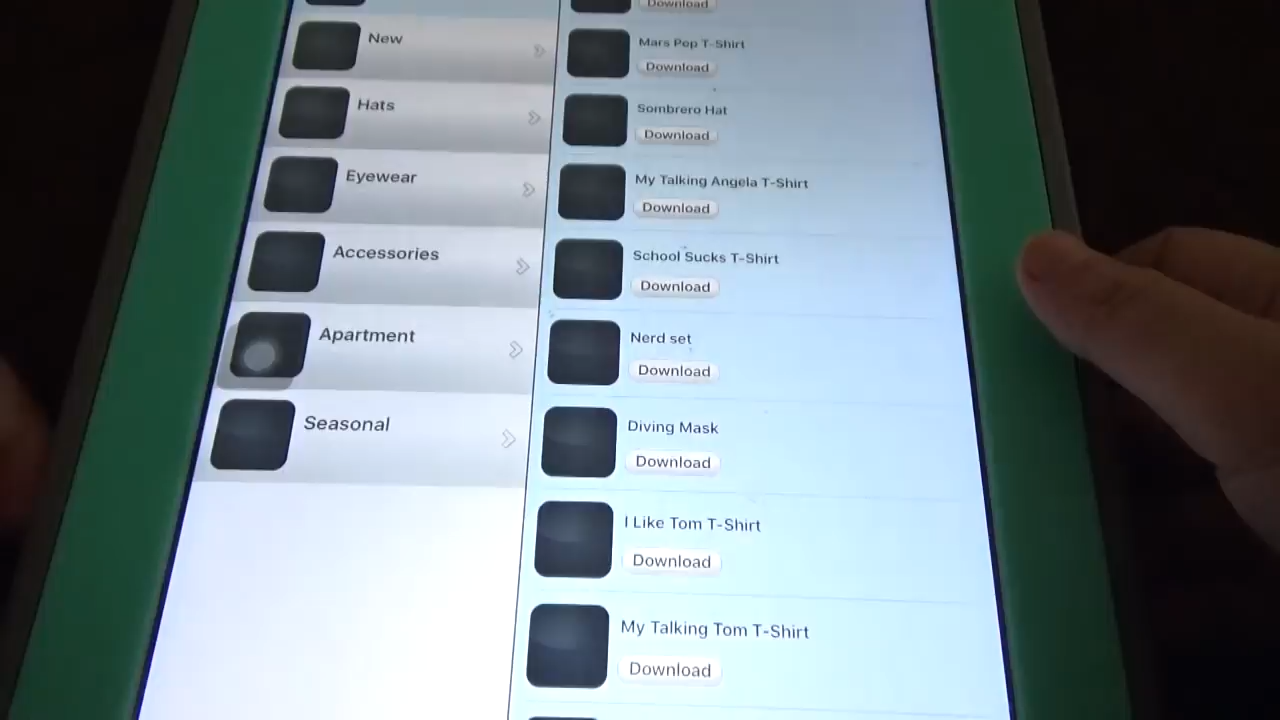 New
Hats
Eyewear
Accessories
Apartment
Seasonal
Download
Mars Pop T-Shirt
Download
Sombrero Hat
Download
My Talking Angela T-Shirt
Download
School Sucks T-Shirt
Download
Nerd set
Download
Diving Mask
Download
I Like Tom T-Shirt
Download
My Talking Tom T-Shirt
Download